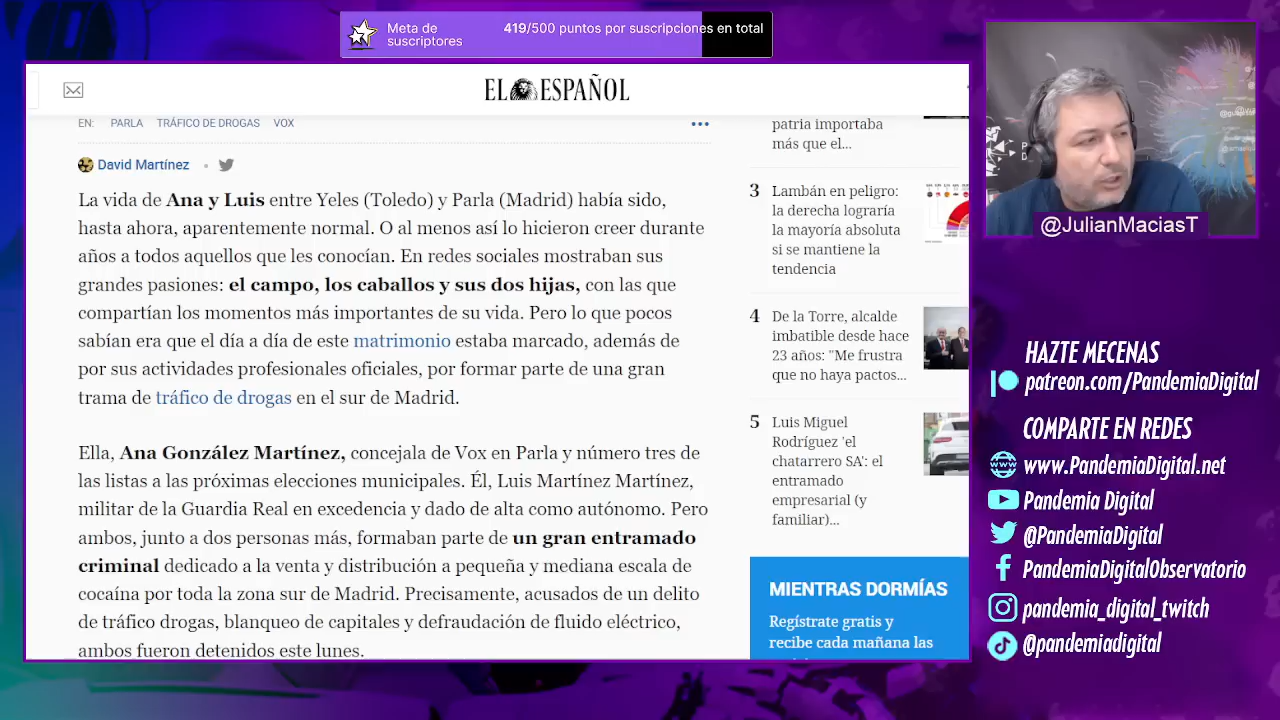 Meta de
suscriptores
419/500 puntos por suscripciones en total
EL ESPAÑOL
EN: PARLA TRÁFICO DE DROGAS VOX
David Martínez
La vida de Ana y Luis entre Yeles (Toledo) y Parla (Madrid) había sido,
hasta ahora, aparentemente normal. O al menos así lo hicieron creer durante
años a todos aquellos que les conocían. En redes sociales mostraban sus
grandes pasiones: el campo, los caballos y sus dos hijas, con las que
compartían los momentos más importantes de su vida. Pero lo que pocos
sabían era que el día a día de este matrimonio estaba marcado, además de
por sus actividades profesionales oficiales, por formar parte de una gran
trama de tráfico de drogas en el sur de Madrid.
Ella, Ana González Martínez, concejala de Vox en Parla y número tres de
las listas a las próximas elecciones municipales. Él, Luis Martínez Martínez,
militar de la Guardia Real en excedencia y dado de alta como autónomo. Pero
ambos, junto a dos personas más, formaban parte de un gran entramado
criminal dedicado a la venta y distribución a pequeña y mediana escala de
cocaína por toda la zona sur de Madrid. Precisamente, acusados de un delito
de tráfico drogas, blanqueo de capitales y defraudación de fluido eléctrico,
ambos fueron detenidos este lunes.
patria importaba
más que el...
3 Lambán en peligro:
la derecha lograría
la mayoría absoluta
si se mantiene la
tendencia
4 De la Torre, alcalde
imbatible desde hace
23 años: "Me frustra
que no haya pactos...
5 Luis Miguel
Rodríguez 'el
chatarrero SA': el
entramado
empresarial (y
familiar)...
MIENTRAS DORMÍAS
Regístrate gratis y
recibe cada mañana las
@JulianMaciasT
HAZTE MECENAS
patreon.com/PandemiaDigital
COMPARTE EN REDES
www.PandemiaDigital.net
Pandemia Digital
@PandemiaDigital
PandemiaDigitalObservatorio
pandemia_digital_twitch
@pandemiadigital